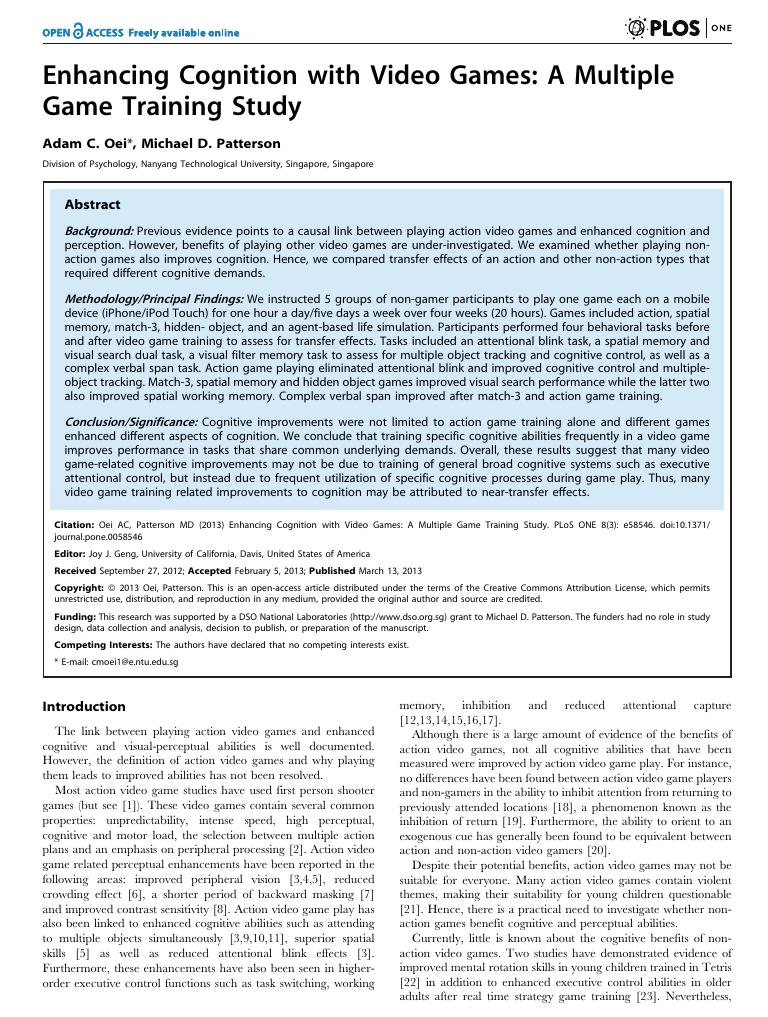 OPEN ACCESS Freely available online
PLOS ONE
Enhancing Cognition with Video Games: A Multiple
Game Training Study
Adam C. Oei*, Michael D. Patterson
Division of Psychology, Nanyang Technological University, Singapore, Singapore
Abstract
Background: Previous evidence points to a causal link between playing action video games and enhanced cognition and
perception. However, benefits of playing other video games are under-investigated. We examined whether playing non-
action games also improves cognition. Hence, we compared transfer effects of an action and other non-action types that
required different cognitive demands.
Methodology/Principal Findings: We instructed 5 groups of non-gamer participants to play one game each on a mobile
device (iPhone/iPod Touch) for one hour a day/five days a week over four weeks (20 hours). Games included action, spatial
memory, match-3, hidden- object, and an agent-based life simulation. Participants performed four behavioral tasks before
and after video game training to assess for transfer effects. Tasks included an attentional blink task, a spatial memory and
visual search dual task, a visual filter memory task to assess for multiple object tracking and cognitive control, as well as a
complex verbal span task. Action game playing eliminated attentional blink and improved cognitive control and multiple-
object tracking. Match-3, spatial memory and hidden object games improved visual search performance while the latter two
also improved spatial working memory. Complex verbal span improved after match-3 and action game training.
Conclusion/Significance: Cognitive improvements were not limited to action game training alone and different games
enhanced different aspects of cognition. We conclude that training specific cognitive abilities frequently in a video game
improves performance in tasks that share common underlying demands. Overall, these results suggest that many video
game-related cognitive improvements may not be due to training of general broad cognitive systems such as executive
attentional control, but instead due to frequent utilization of specific cognitive processes during game play. Thus, many
video game training related improvements to cognition may be attributed to near-transfer effects.
Citation: Oei AC, Patterson MD (2013) Enhancing Cognition with Video Games: A Multiple Game Training Study. PLoS ONE 8(3): e58546. doi:10.1371/
journal.pone.0058546
Editor: Joy J. Geng, University of California, Davis, United States of America
Received September 27, 2012; Accepted February 5, 2013; Published March 13, 2013
Copyright: © 2013 Oei, Patterson. This is an open-access article distributed under the terms of the Creative Commons Attribution License, which permits
unrestricted use, distribution, and reproduction in any medium, provided the original author and source are credited.
Funding: This research was supported by a DSO National Laboratories (http://www.dso.org.sg) grant to Michael D. Patterson. The funders had no role in study
design, data collection and analysis, decision to publish, or preparation of the manuscript.
Competing Interests: The authors have declared that no competing interests exist.
* E-mail: cmoei1@e.ntu.edu.sg
Introduction
The link between playing action video games and enhanced
cognitive and visual-perceptual abilities is well documented.
However, the definition of action video games and why playing
them leads to improved abilities has not been resolved.
Most action video game studies have used first person shooter
games (but see [1]). These video games contain several common
properties: unpredictability, intense speed, high perceptual,
cognitive and motor load, the selection between multiple action
plans and an emphasis on peripheral processing [2]. Action video
game related perceptual enhancements have been reported in the
following areas: improved peripheral vision [3,4,5], reduced
crowding effect [6], a shorter period of backward masking [7]
and improved contrast sensitivity [8]. Action video game play has
also been linked to enhanced cognitive abilities such as attending
to multiple objects simultaneously [3,9,10,11], superior spatial
skills [5] as well as reduced attentional blink effects [3].
Furthermore, these enhancements have also been seen in higher-
order executive control functions such as task switching, working
memory, inhibition and reduced attentional capture
[12,13,14,15,16,17].
Although there is a large amount of evidence of the benefits of
action video games, not all cognitive abilities that have been
measured were improved by action video game play. For instance,
no differences have been found between action video game players
and non-gamers in the ability to inhibit attention from returning to
previously attended locations [18], a phenomenon known as the
inhibition of return [19]. Furthermore, the ability to orient to an
exogenous cue has generally been found to be equivalent between
action and non-action video gamers [20].
Despite their potential benefits, action video games may not be
suitable for everyone. Many action video games contain violent
themes, making their suitability for young children questionable
[21]. Hence, there is a practical need to investigate whether non-
action games benefit cognitive and perceptual abilities.
Currently, little is known about the cognitive benefits of non-
action video games. Two studies have demonstrated evidence of
improved mental rotation skills in young children trained in Tetris
[22] in addition to enhanced executive control abilities in older
adults after real time strategy game training [23]. Nevertheless,